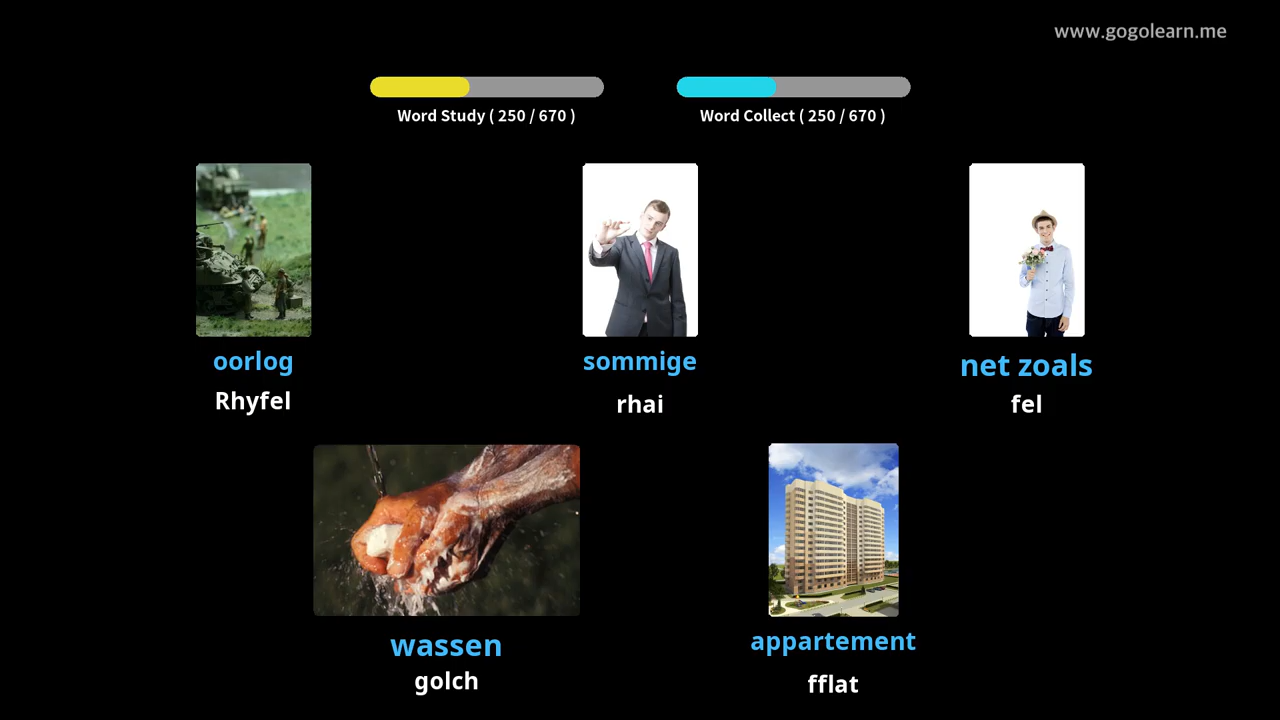 www.gogolearn.me
Word Study ( 250 / 670 )
Word Collect ( 250 / 670 )
oorlog
Rhyfel
sommige
rhai
net zoals
fel
wassen
golch
appartement
fflat